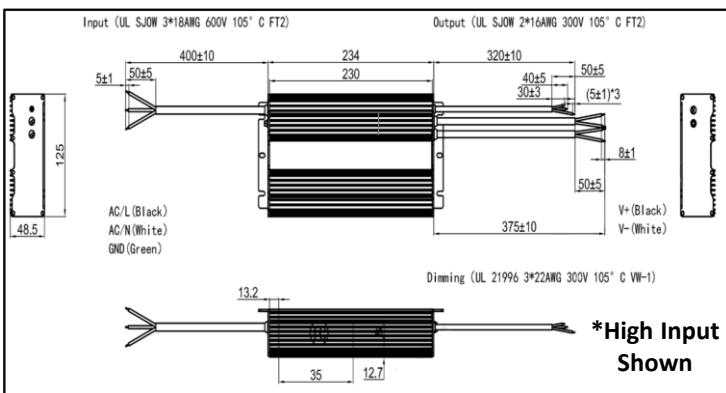 Input (UL SJOW 3*18AWG 600V 105° C FT2)
Output (UL SJOW 2*16AWG 300V 105° C FT2)
400±10
234
320±10
50±5
230
50±5
5±1
40±5
30±3
(5±1)*3
125
8±1
50±5
48.5
AC/L(Black)
AC/N(White)
GND(Green)
375±10
V+(Black)
V-(White)
Dimming (UL 21996 3*22AWG 300V 105° C VW-1)
13.2
35
12.7
*High Input
Shown